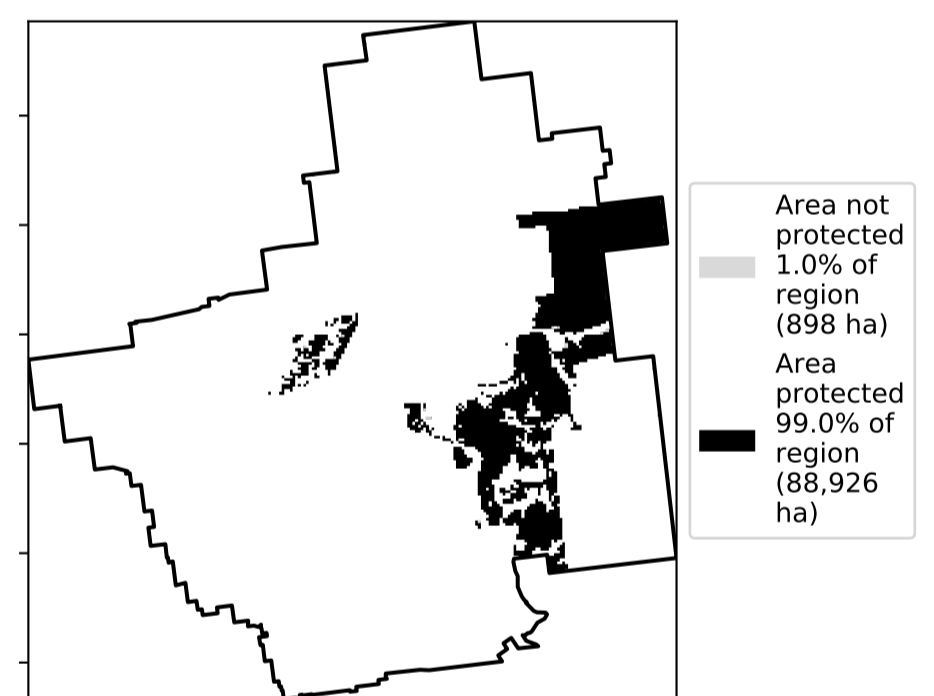 Area not
protected
1.0% of
region
(898 ha)
Area
protected
99.0% of
region
(88,926
ha)